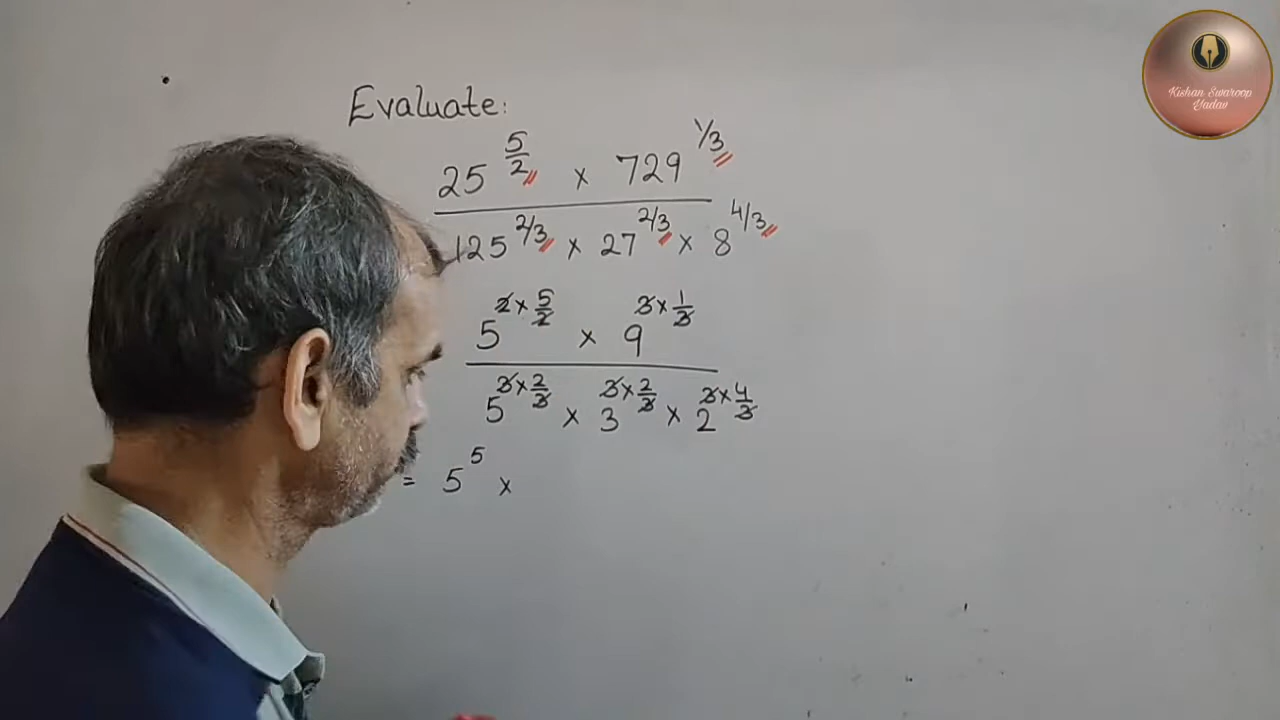 Evaluate:
25^(5/2) × 729^(1/3)
125^(2/3) × 27^(2/3) × 8^(4/3)
5^(2×5/2) × 9^(3×1/3)
5^(3×2/3) × 3^(3×2/3) × 2^(3×4/3)
= 5^5 ×
Kishan Swaroop
Yadav